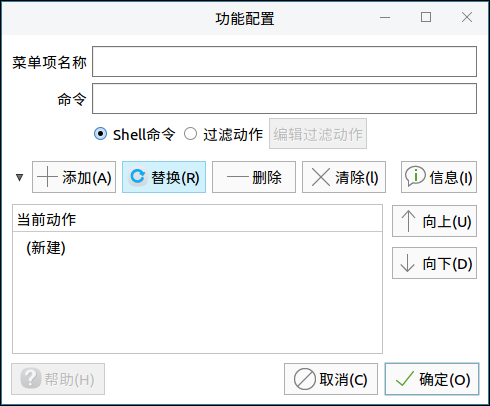 功能配置
菜单项名称
命令
Shell命令 过滤动作 编辑过滤动作
添加(A) 替换(R) 删除 清除(l) 信息(I)
当前动作
(新建)
向上(U)
向下(D)
帮助(H) 取消(C) 确定(O)